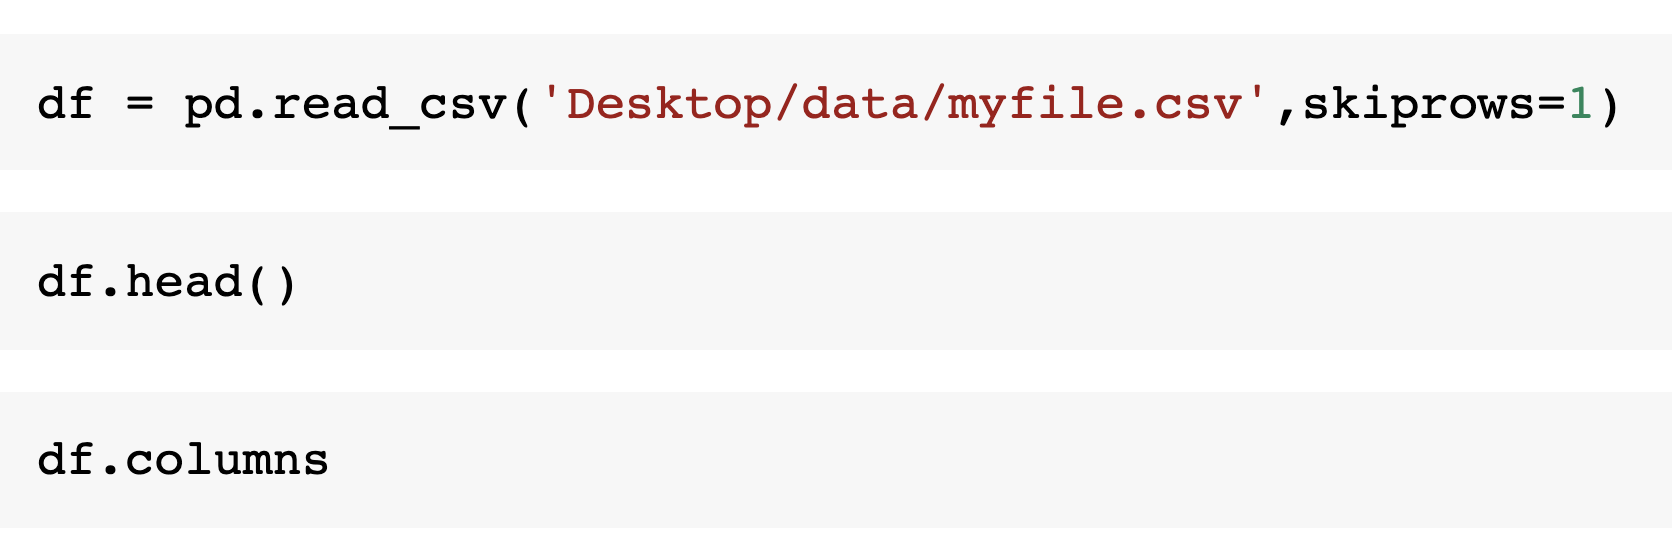 df = pd.read_csv('Desktop/data/myfile.csv',skiprows=1)
df.head()
df.columns